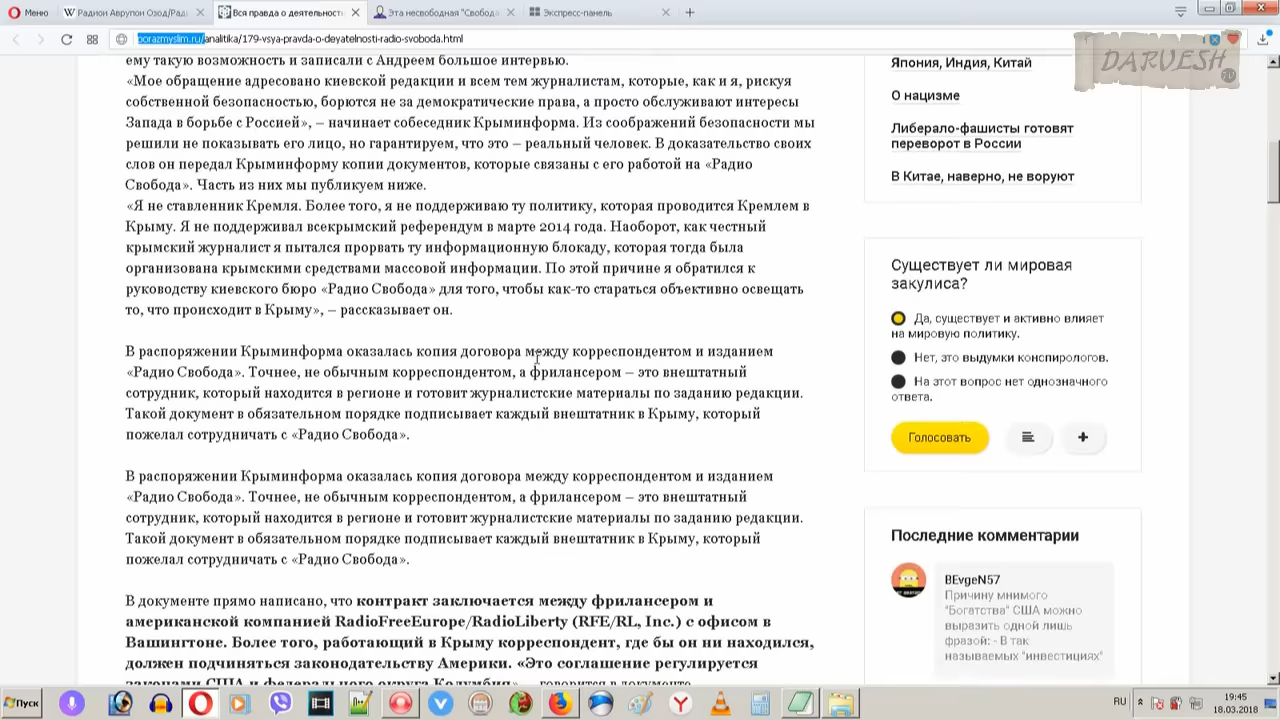 Меню
Радион Аврупои Озод/Рад
Вся правда о деятельност
Эта несвободная "Свобода
Экспресс-панель
porazmyslim.ru/analitika/179-vsya-pravda-o-deyatelnosti-radio-svoboda.html
DARVESH
ему такую возможность и записали с Андреем большое интервью.
«Мое обращение адресовано киевской редакции и всем тем журналистам, которые, как и я, рискуя
собственной безопасностью, борются не за демократические права, а просто обслуживают интересы
Запада в борьбе с Россией», – начинает собеседник Крыминформа. Из соображений безопасности мы
решили не показывать его лицо, но гарантируем, что это – реальный человек. В доказательство своих
слов он передал Крыминформу копии документов, которые связаны с его работой на «Радио
Свобода». Часть из них мы публикуем ниже.
«Я не ставленник Кремля. Более того, я не поддерживаю ту политику, которая проводится Кремлем в
Крыму. Я не поддерживал всекрымский референдум в марте 2014 года. Наоборот, как честный
крымский журналист я пытался прорвать ту информационную блокаду, которая тогда была
организована крымскими средствами массовой информации. По этой причине я обратился к
руководству киевского бюро «Радио Свобода» для того, чтобы как-то стараться объективно освещать
то, что происходит в Крыму», – рассказывает он.
В распоряжении Крыминформа оказалась копия договора между корреспондентом и изданием
«Радио Свобода». Точнее, не обычным корреспондентом, а фрилансером – это внештатный
сотрудник, который находится в регионе и готовит журналистские материалы по заданию редакции.
Такой документ в обязательном порядке подписывает каждый внештатник в Крыму, который
пожелал сотрудничать с «Радио Свобода».
В распоряжении Крыминформа оказалась копия договора между корреспондентом и изданием
«Радио Свобода». Точнее, не обычным корреспондентом, а фрилансером – это внештатный
сотрудник, который находится в регионе и готовит журналистские материалы по заданию редакции.
Такой документ в обязательном порядке подписывает каждый внештатник в Крыму, который
пожелал сотрудничать с «Радио Свобода».
В документе прямо написано, что контракт заключается между фрилансером и
американской компанией RadioFreeEurope/RadioLiberty (RFE/RL, Inc.) с офисом в
Вашингтоне. Более того, работающий в Крыму корреспондент, где бы он ни находился,
должен подчиняться законодательству Америки. «Это соглашение регулируется
законами США и федерального округа Колумбия», – говорится в документе.
Япония, Индия, Китай
О нацизме
Либерало-фашисты готовят
переворот в России
В Китае, наверно, не воруют
Существует ли мировая
закулиса?
Да, существует и активно влияет
на мировую политику.
Нет, это выдумки конспирологов.
На этот вопрос нет однозначного
ответа.
Голосовать
Последние комментарии
BEvgeN57
Причину мнимого
"Богатства" США можно
выразить одной лишь
фразой: - В так
называемых "инвестициях"
Пуск
RU
19:45
18.03.2018